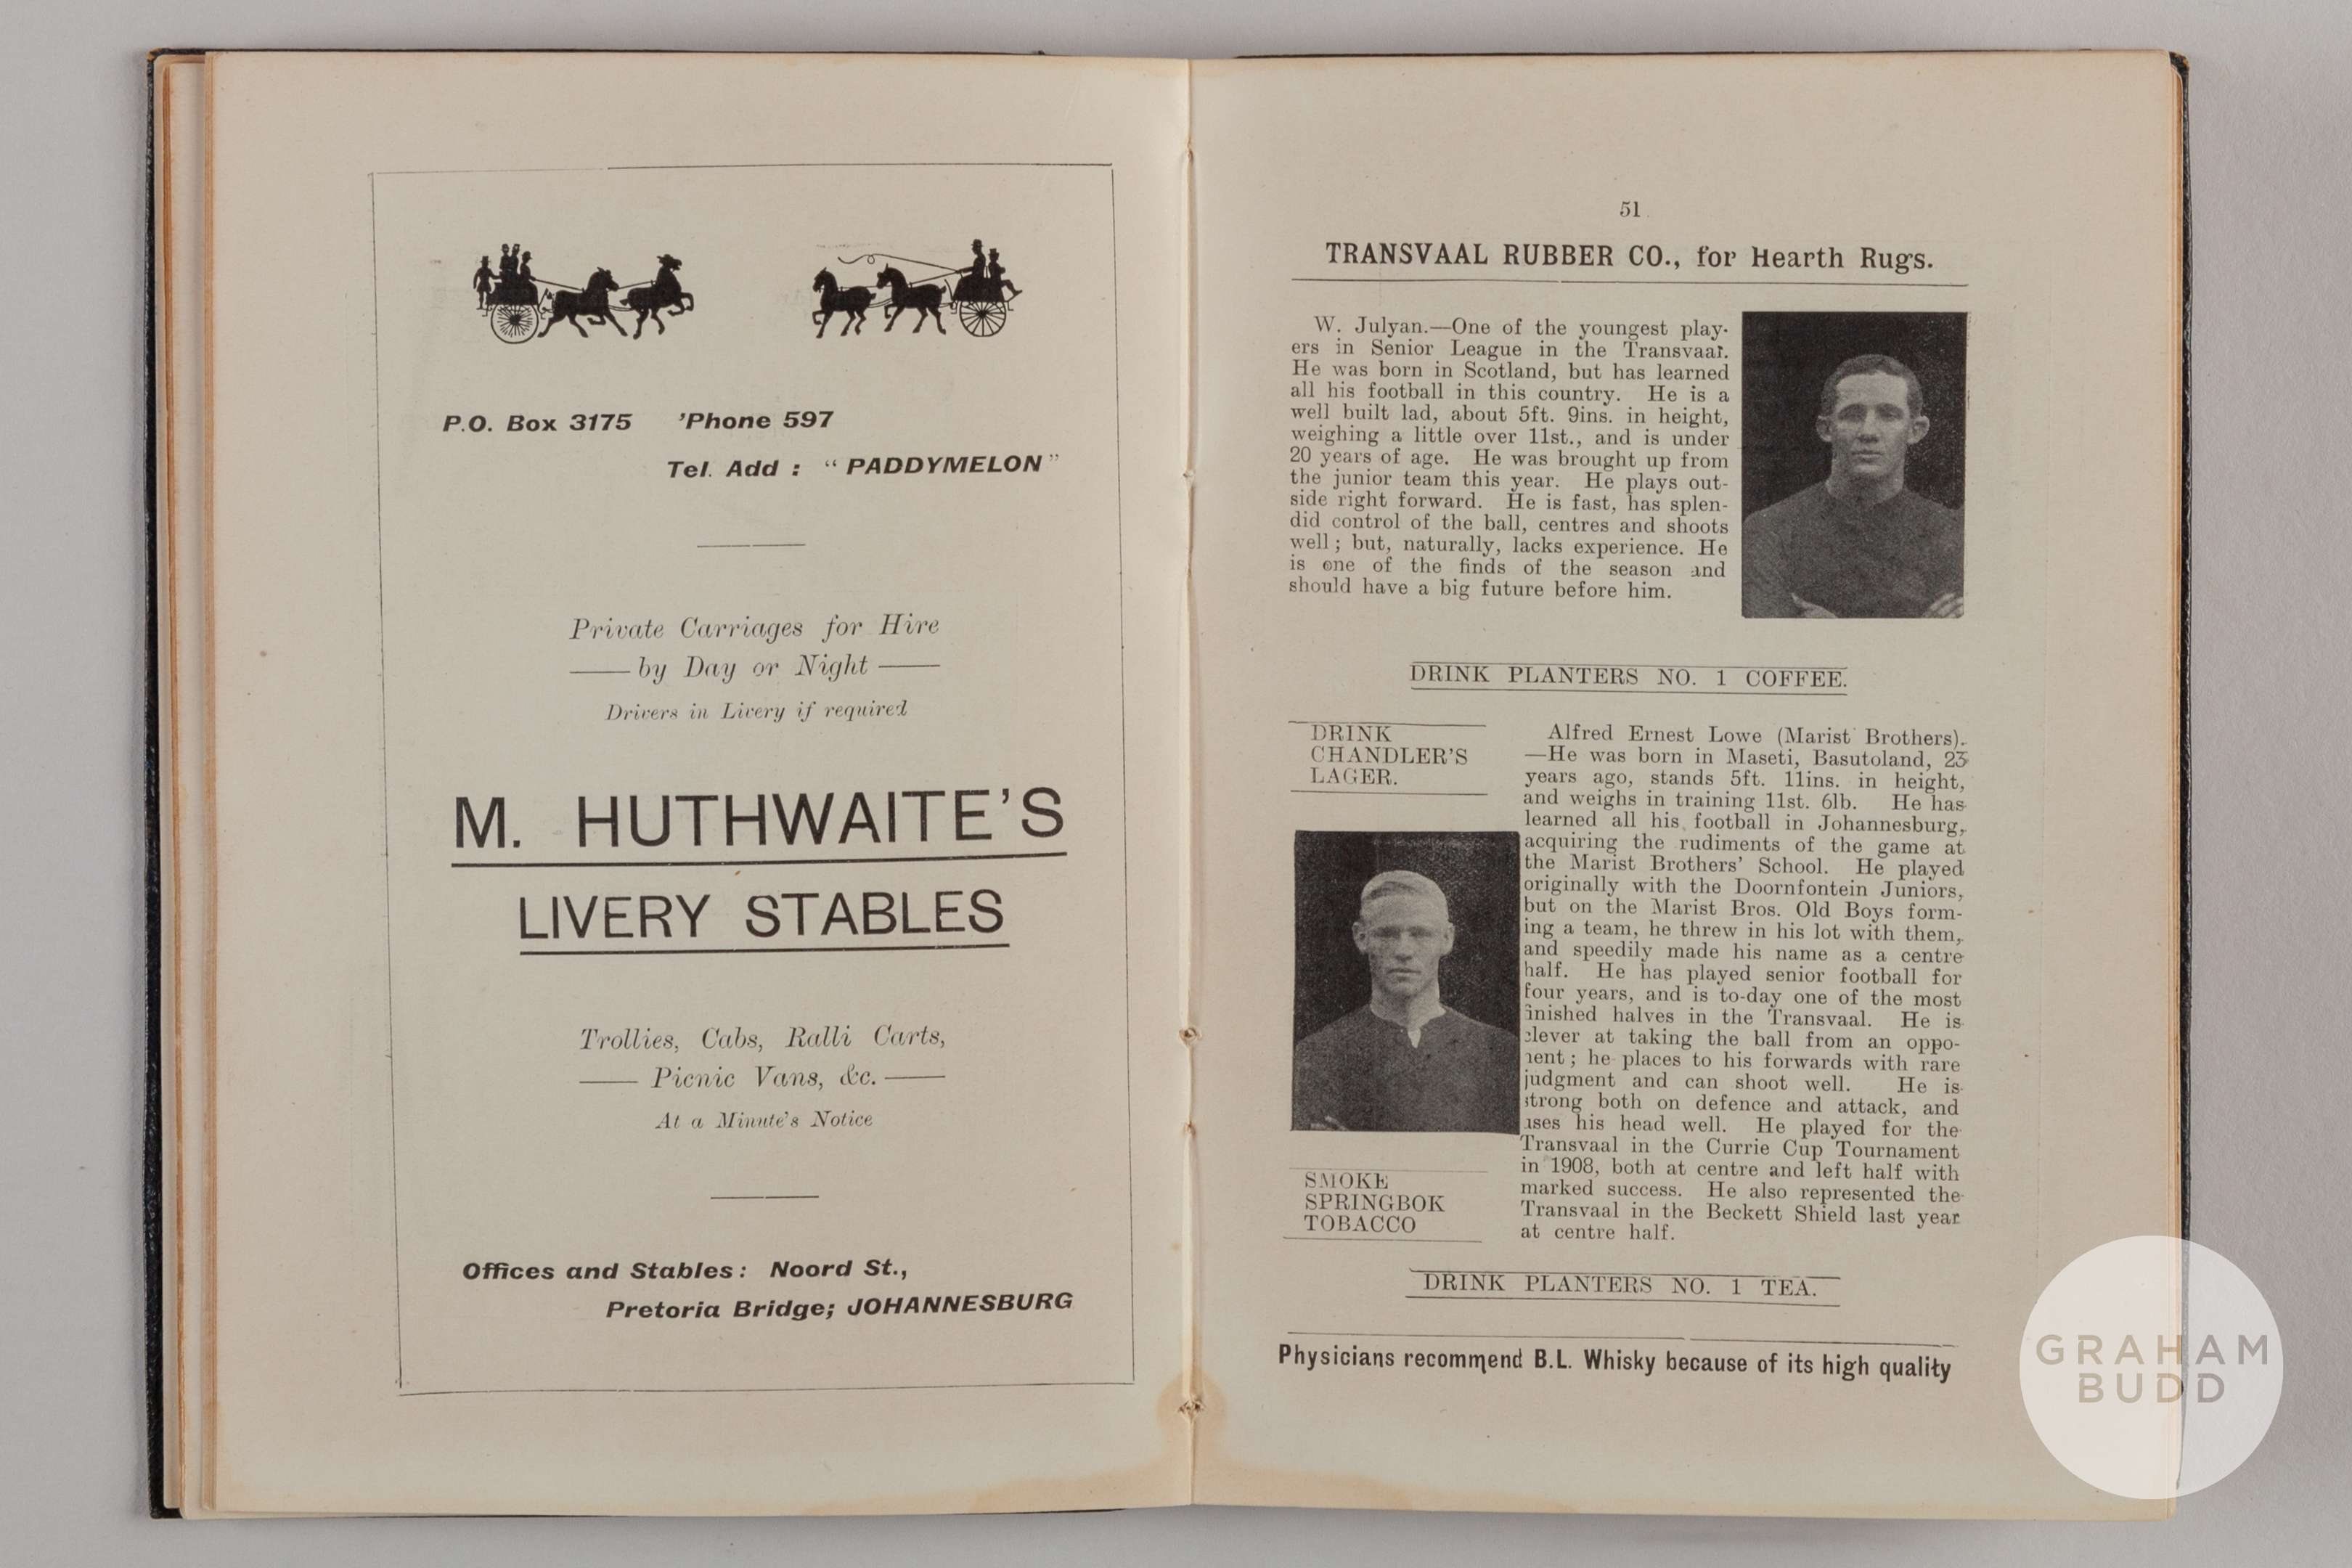 P.O. Box 3175 'Phone 597
Tel. Add : " PADDYMELON "
Private Carriages for Hire
by Day or Night
Drivers in Livery if required
M. HUTHWAITE'S
LIVERY STABLES
Trollies, Cabs, Ralli Carts,
Picnic Vans, &c.
At a Minute's Notice
Offices and Stables: Noord St.,
Pretoria Bridge; JOHANNESBURG
51
TRANSVAAL RUBBER CO., for Hearth Rugs.
W. Julyan.—One of the youngest play-
ers in Senior League in the Transvaal.
He was born in Scotland, but has learned
all his football in this country. He is a
well built lad, about 5ft. 9ins. in height,
weighing a little over 11st., and is under
20 years of age. He was brought up from
the junior team this year. He plays out-
side right forward. He is fast, has splen-
did control of the ball, centres and shoots
well ; but, naturally, lacks experience. He
is one of the finds of the season and
should have a big future before him.
DRINK PLANTERS NO. 1 COFFEE.
DRINK
CHANDLER'S
LAGER.
Alfred Ernest Lowe (Marist Brothers).
—He was born in Maseti, Basutoland, 23
years ago, stands 5ft. 11ins. in height,
and weighs in training 11st. 6lb. He has
learned all his football in Johannesburg,
acquiring the rudiments of the game at
the Marist Brothers' School. He played
originally with the Doornfontein Juniors,
but on the Marist Bros. Old Boys form-
ing a team, he threw in his lot with them,
and speedily made his name as a centre
half. He has played senior football for
four years, and is to-day one of the most
finished halves in the Transvaal. He is
clever at taking the ball from an oppo-
nent ; he places to his forwards with rare
judgment and can shoot well. He is
strong both on defence and attack, and
uses his head well. He played for the
Transvaal in the Currie Cup Tournament
in 1908, both at centre and left half with
marked success. He also represented the
Transvaal in the Beckett Shield last year
at centre half.
SMOKE
SPRINGBOK
TOBACCO
DRINK PLANTERS NO. 1 TEA.
Physicians recommend B.L. Whisky because of its high quality
GRAHAM
BUDD